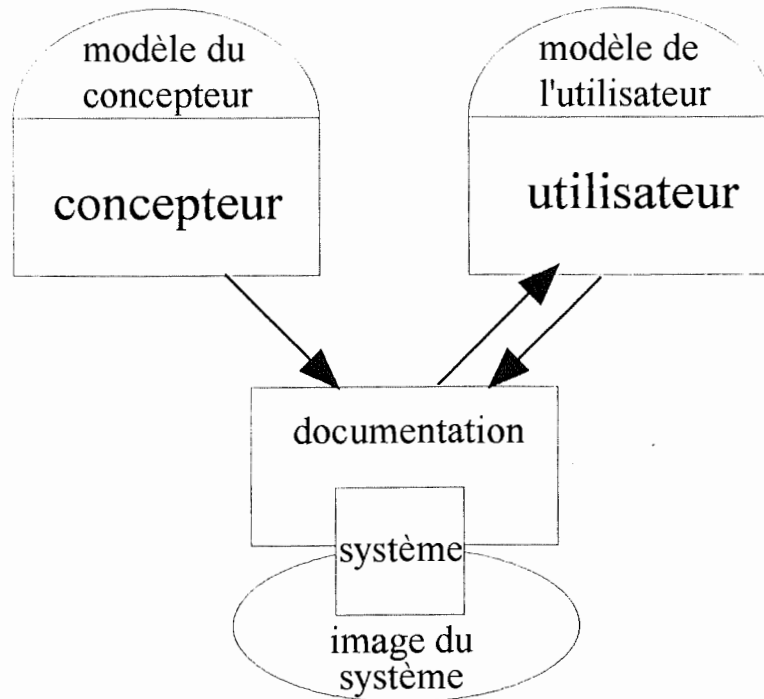 modèle du
concepteur
concepteur
modèle de
l'utilisateur
utilisateur
documentation
système
image du
système